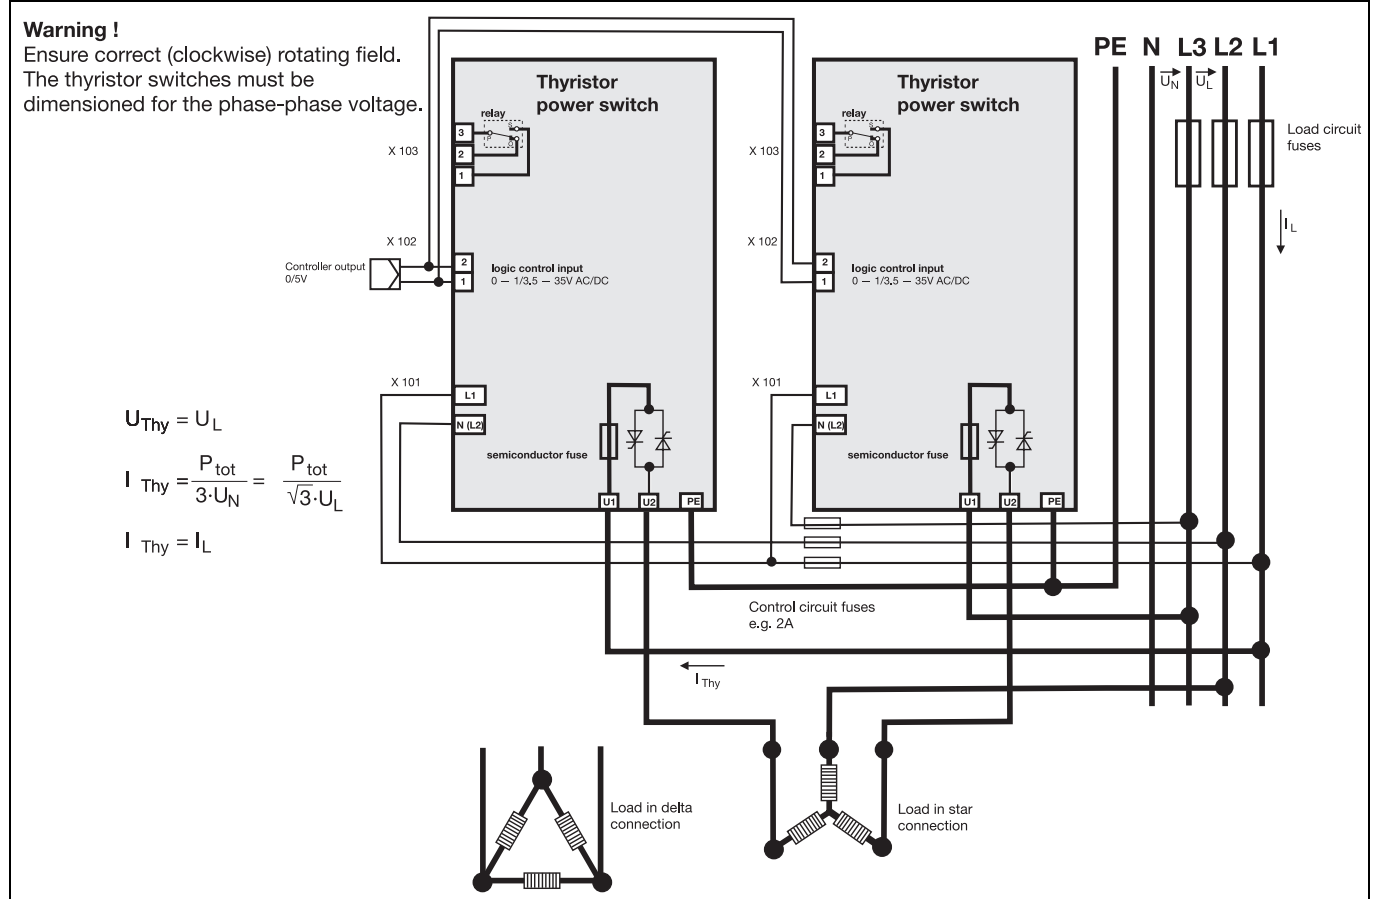 Warning !
Ensure correct (clockwise) rotating field.
The thyristor switches must be
dimensioned for the phase-phase voltage.
PE N L3 L2 L1
U_N U_L
Load circuit
fuses
I_L
Thyristor
power switch
relay
S
P
Ö
3
2
1
X 103
X 102
2
1
Controller output
0/5V
logic control input
0 – 1/3.5 – 35V AC/DC
X 101
L1
N (L2)
semiconductor fuse
U1
U2
PE
Thyristor
power switch
relay
S
P
Ö
3
2
1
X 103
X 102
2
1
logic control input
0 – 1/3.5 – 35V AC/DC
X 101
L1
N (L2)
semiconductor fuse
U1
U2
PE
U_Thy = U_L
I_Thy = P_tot / 3·U_N = P_tot / √3·U_L
I_Thy = I_L
Control circuit fuses
e.g. 2A
I_Thy
Load in delta
connection
Load in star
connection